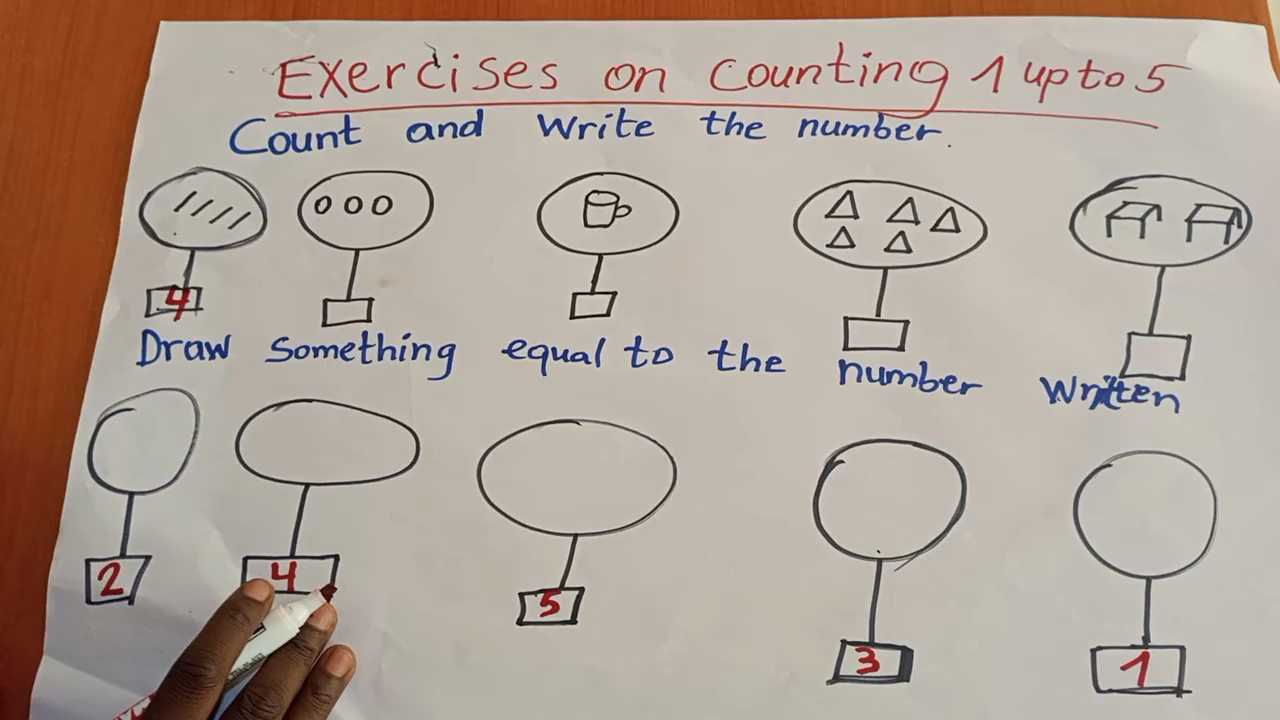 Exercises on Counting 1 up to 5
Count and Write the number.
4
Draw Something equal to the number Written
2 4 5 3 1